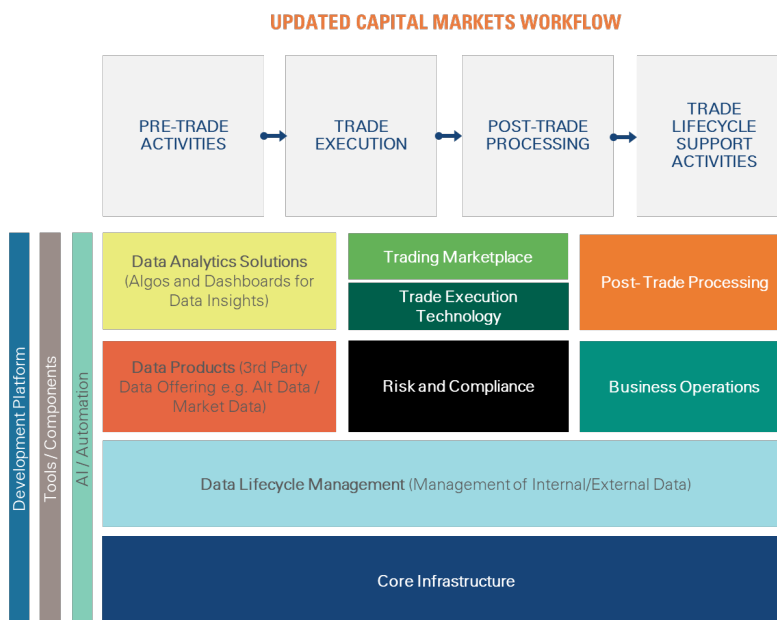 UPDATED CAPITAL MARKETS WORKFLOW
PRE-TRADE
ACTIVITIES
TRADE
EXECUTION
POST-TRADE
PROCESSING
TRADE
LIFECYCLE
SUPPORT
ACTIVITIES
Development Platform
Tools / Components
AI / Automation
Data Analytics Solutions
(Algos and Dashboards for
Data Insights)
Trading Marketplace
Trade Execution
Technology
Post- Trade Processing
Data Products (3rd Party
Data Offering e.g. Alt Data /
Market Data)
Risk and Compliance
Business Operations
Data Lifecycle Management (Management of Internal/External Data)
Core Infrastructure